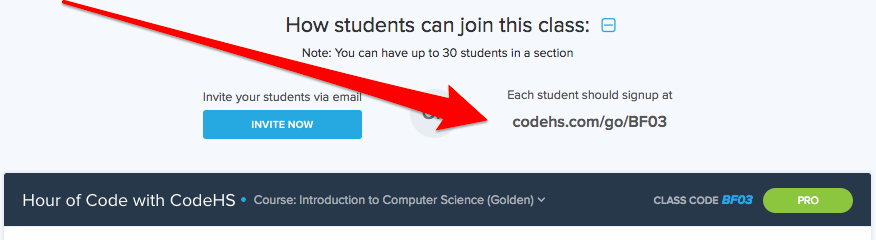 How students can join this class:
Note: You can have up to 30 students in a section
Invite your students via email
INVITE NOW
Each student should signup at
codehs.com/go/BF03
Hour of Code with CodeHS • Course: Introduction to Computer Science (Golden)
CLASS CODE BF03
PRO